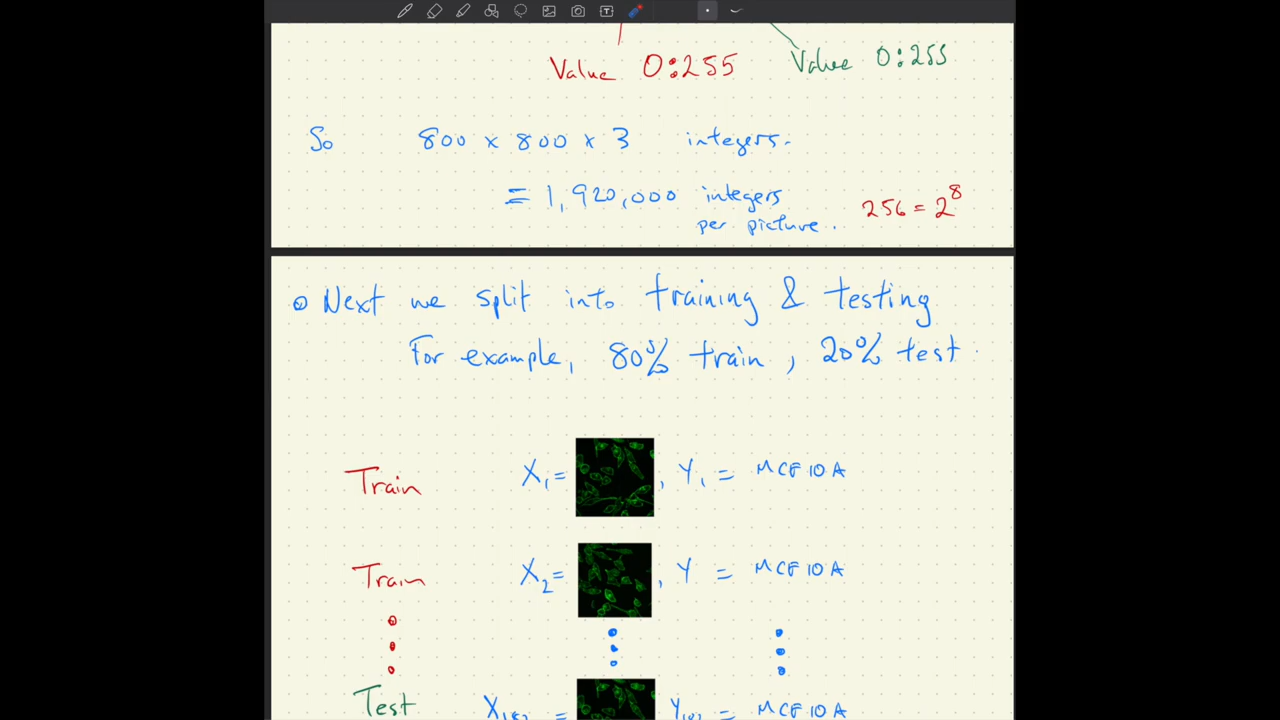 Value 0:255 Value 0:255
So 800 x 800 x 3 integers.
= 1,920,000 integers
per picture..
256 = 2^8
• Next we split into training & testing
For example, 80% train, 20% test.
Train X₁ = , Y₁ = MCF10A
Train X₂ = , Y = MCF10A
Test = MCF10A